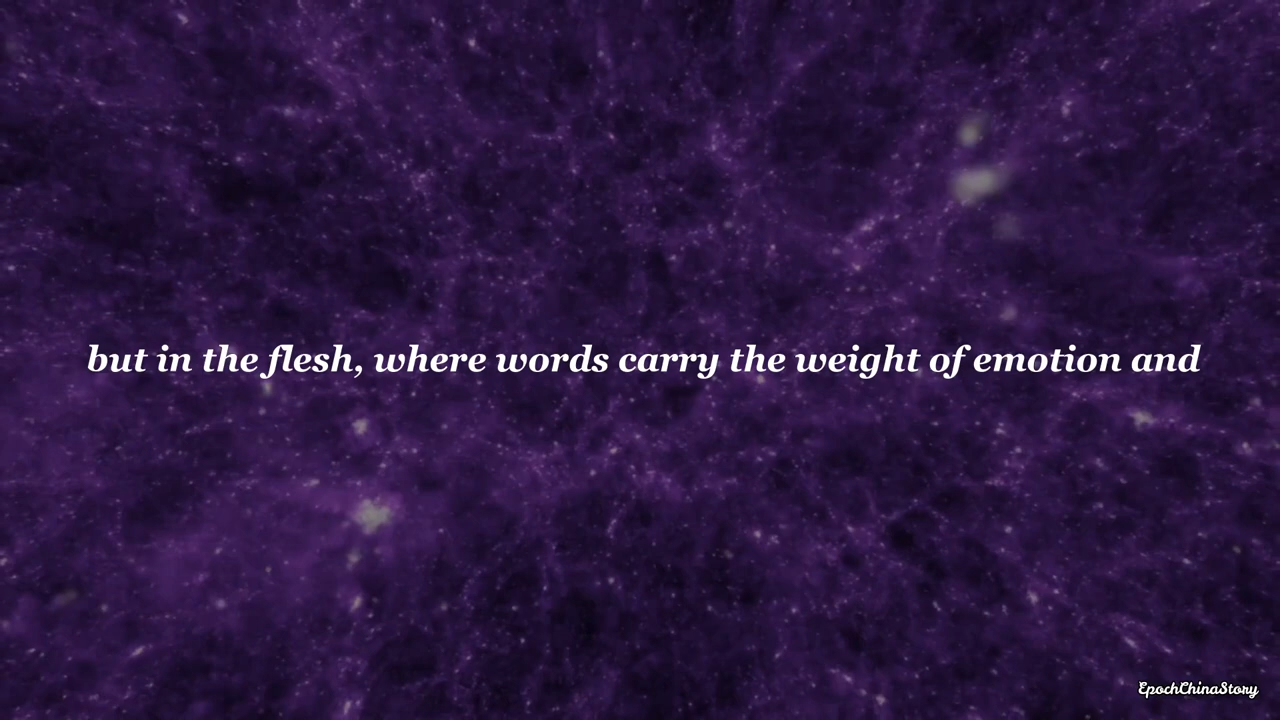 but in the flesh, where words carry the weight of emotion and
EpochChinaStory